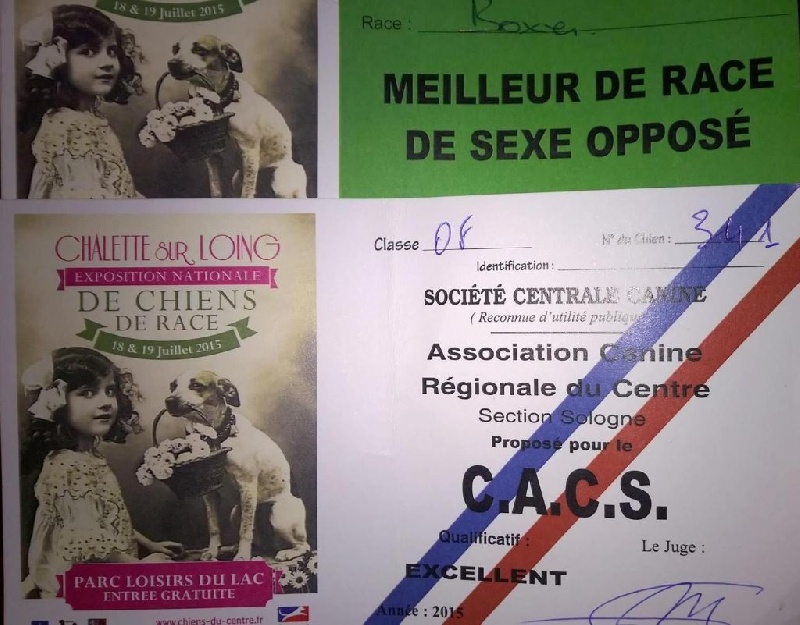 18 & 19 Juillet 2015
Race : Boxer
MEILLEUR DE RACE
DE SEXE OPPOSÉ
CHALETTE SUR LOING
EXPOSITION NATIONALE
DE CHIENS
DE RACE
18 & 19 Juillet 2015
PARC LOISIRS DU LAC
ENTREE GRATUITE
www.chiens-du-centre.fr
Classe 08 N° du Chien : 341
Identification :
SOCIÉTÉ CENTRALE CANINE
( Reconnue d'utilité publique
Association Canine
Régionale du Centre
Section Sologne
Proposé pour le
C.A.C.S.
Qualificatif :
Le Juge :
EXCELLENT
Année : 2015